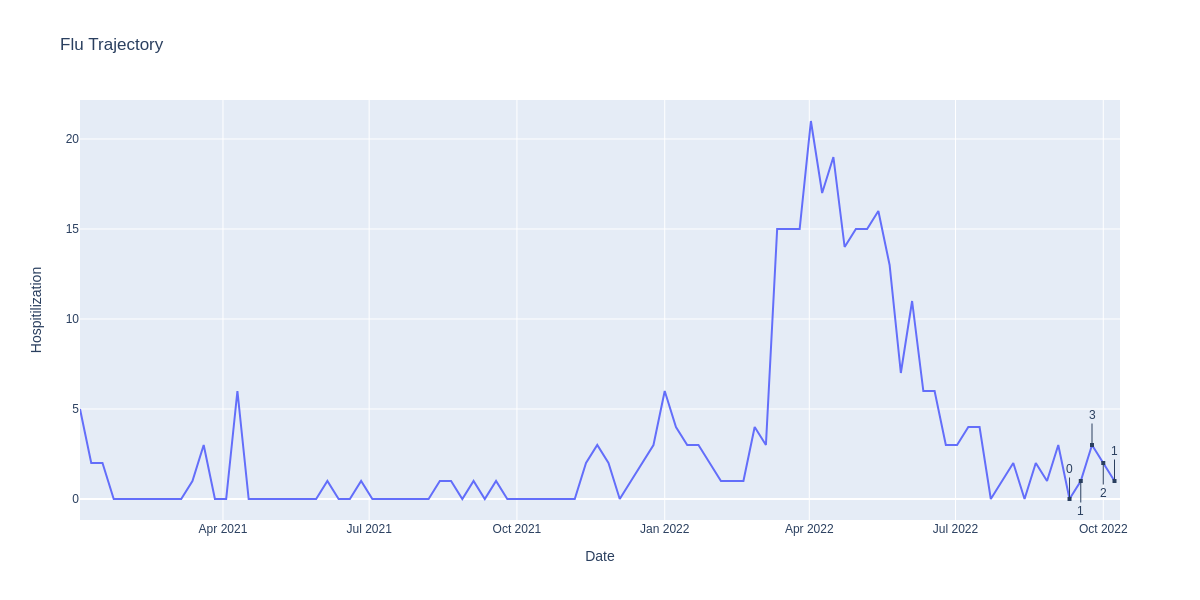 Flu Trajectory
20
15
10
5
0
Hospitilization
3
1
0
2
1
Apr 2021
Jul 2021
Oct 2021
Jan 2022
Apr 2022
Jul 2022
Oct 2022
Date